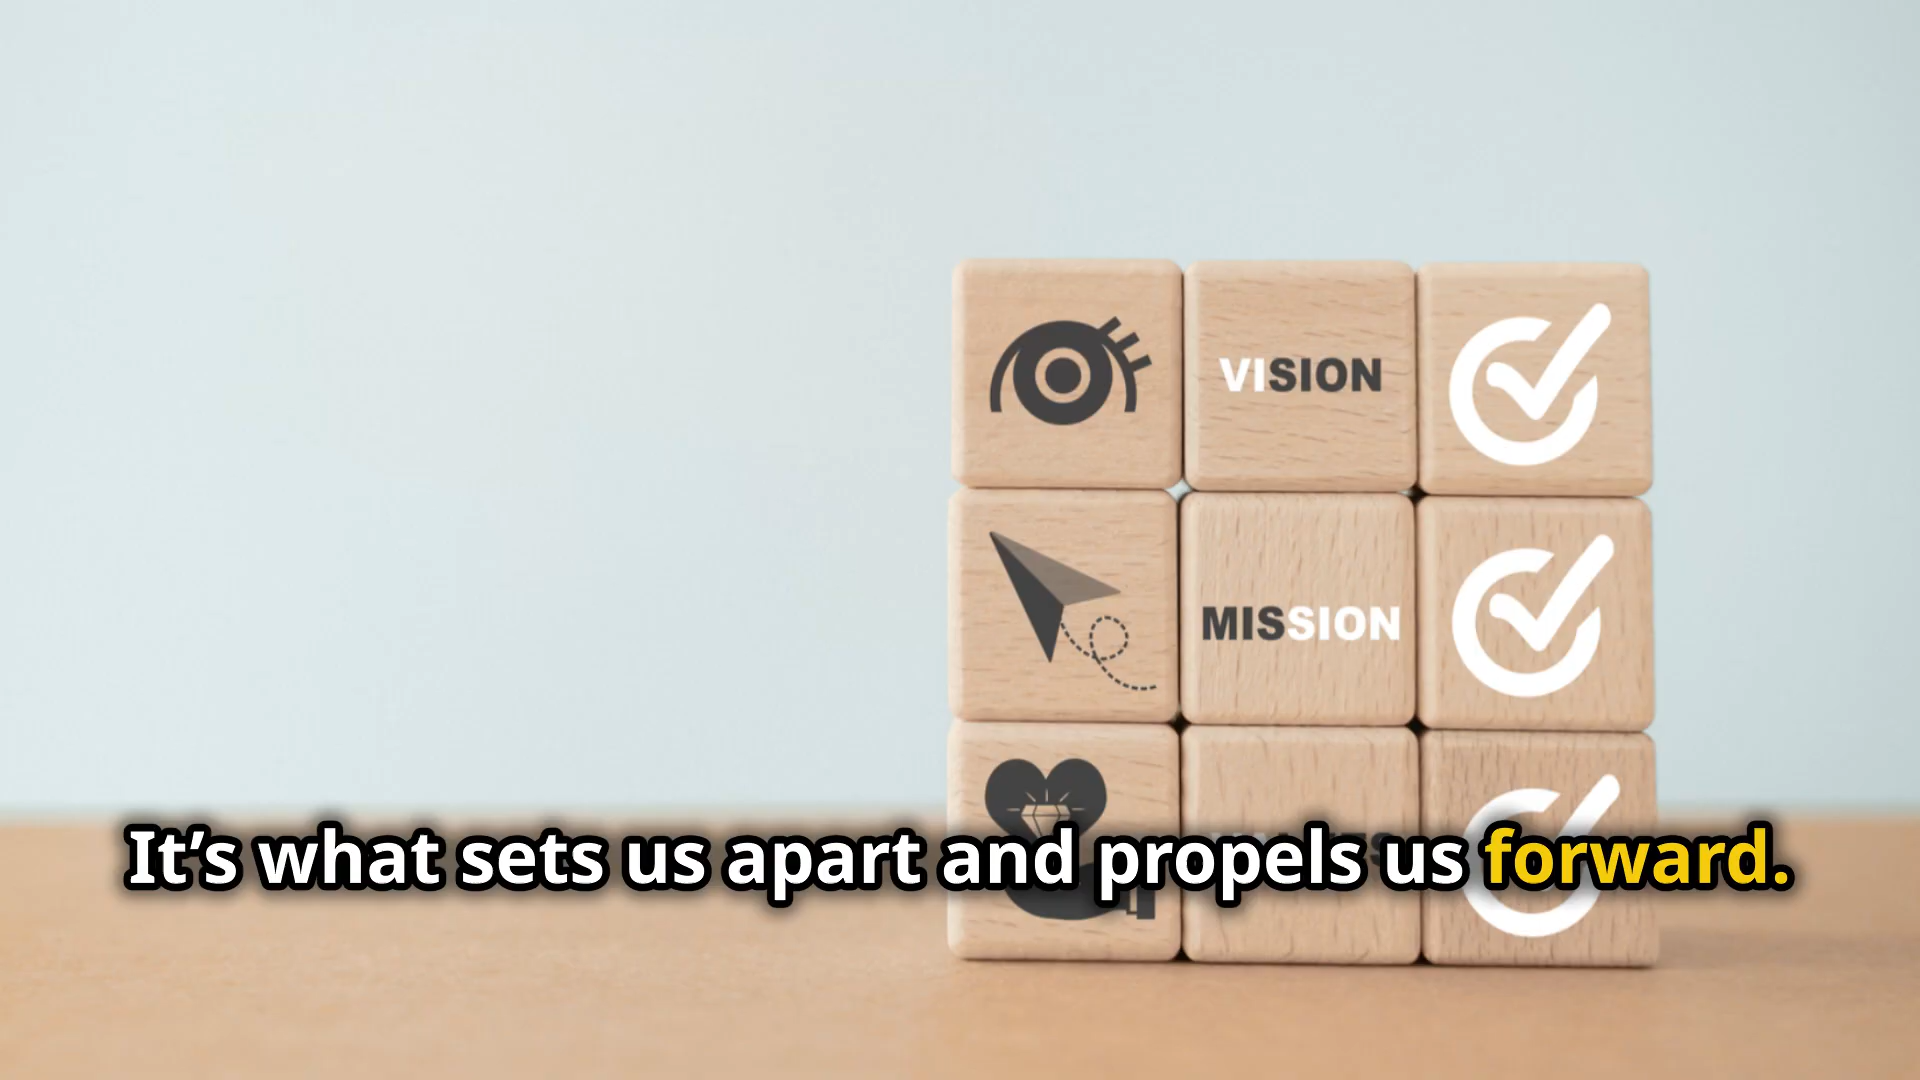 VISION
MISSION
It's what sets us apart and propels us forward.